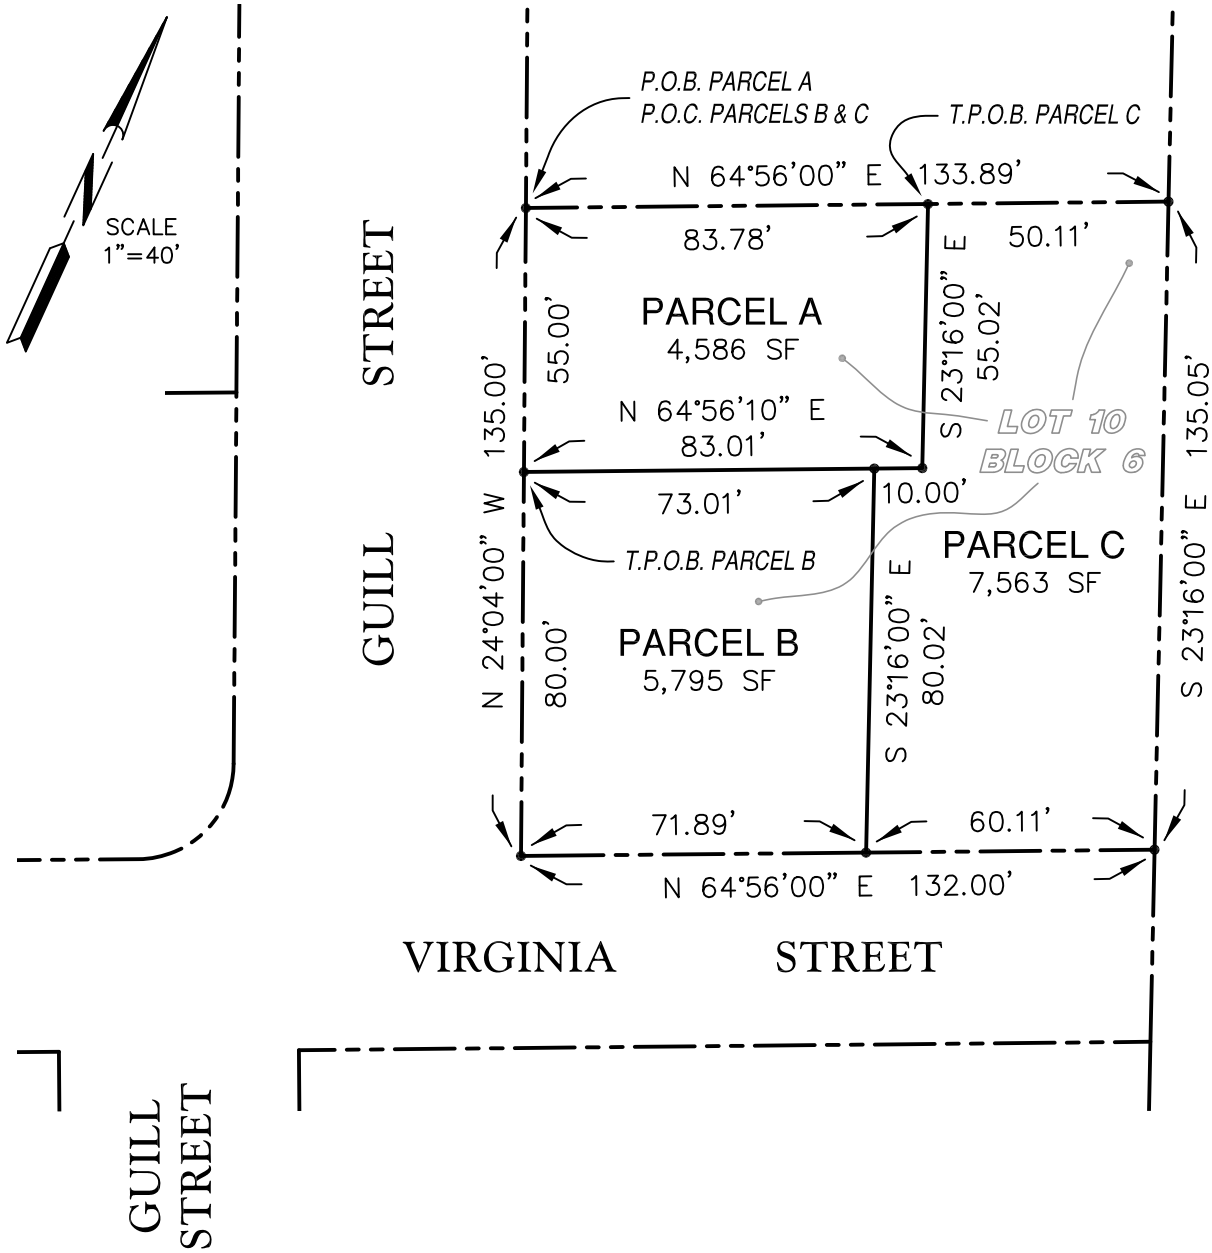 P.O.B. PARCEL A
P.O.C. PARCELS B & C
T.P.O.B. PARCEL C
N 64°56’00” E 133.89’
N
SCALE
1”=40’
83.78’
50.11’
GUILL STREET
N 24°04’00” W 135.00’
55.00’
PARCEL A
4,586 SF
S 23°16’00” E
55.02’
S 23°16’00” E 135.05’
N 64°56’10” E
83.01’
LOT 10
BLOCK 6
73.01’
10.00’
T.P.O.B. PARCEL B
PARCEL C
7,563 SF
80.00’
PARCEL B
5,795 SF
S 23°16’00” E
80.02’
71.89’
60.11’
N 64°56’00” E 132.00’
VIRGINIA STREET
GUILL
STREET